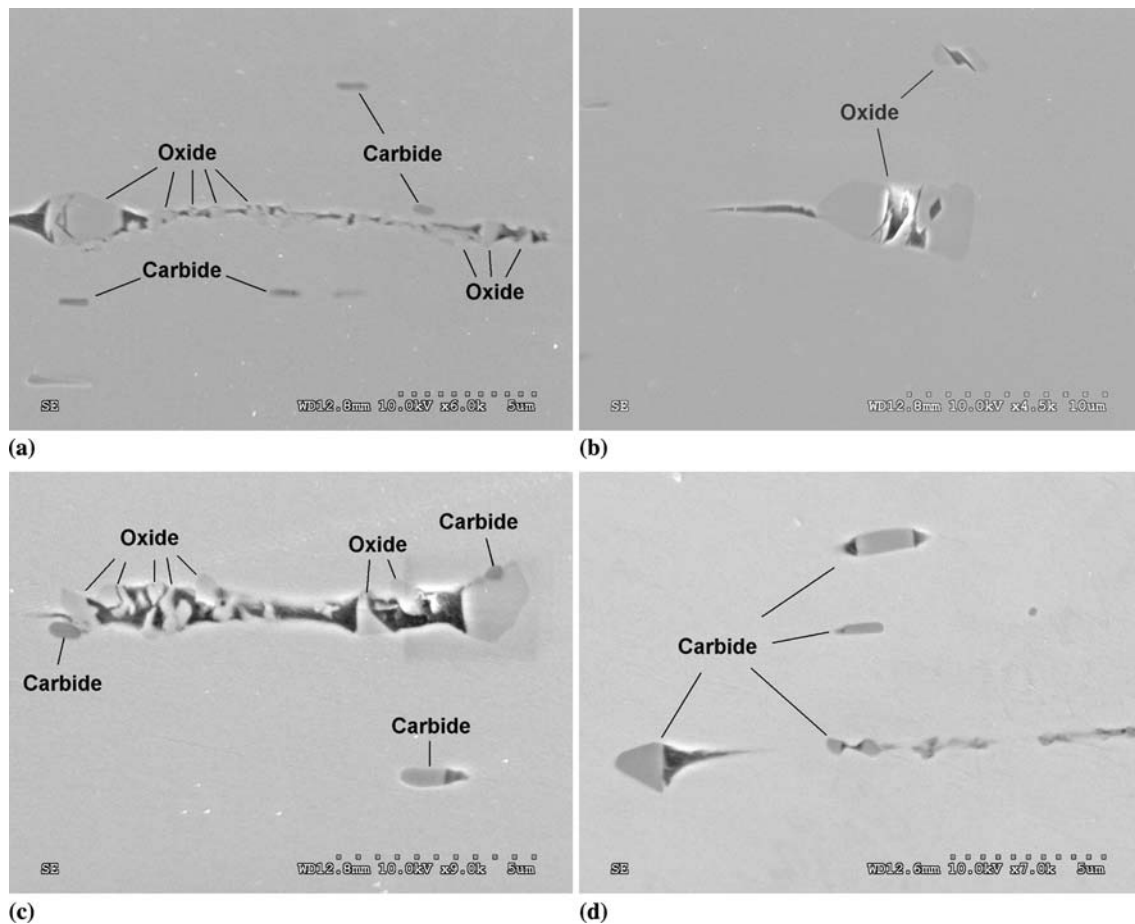 Oxide
Carbide
Carbide
Oxide
SE WD12.8mm 10.0kV x6.0k 5um
(a)
Oxide
SE WD12.8mm 10.0kV x4.5k 10um
(b)
Oxide
Oxide
Carbide
Carbide
Carbide
SE WD12.8mm 10.0kV x9.0k 5um
(c)
Carbide
SE WD12.6mm 10.0kV x7.0k 5um
(d)